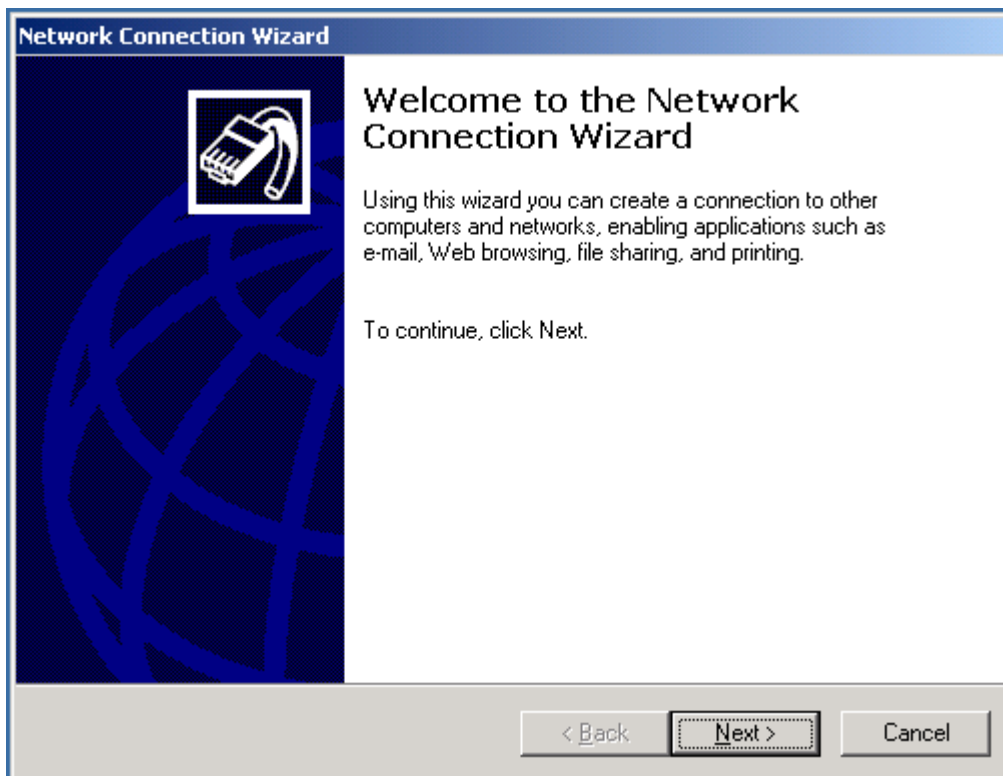 Network Connection Wizard
Welcome to the Network
Connection Wizard
Using this wizard you can create a connection to other
computers and networks, enabling applications such as
e-mail, Web browsing, file sharing, and printing.
To continue, click Next.
< Back Next > Cancel